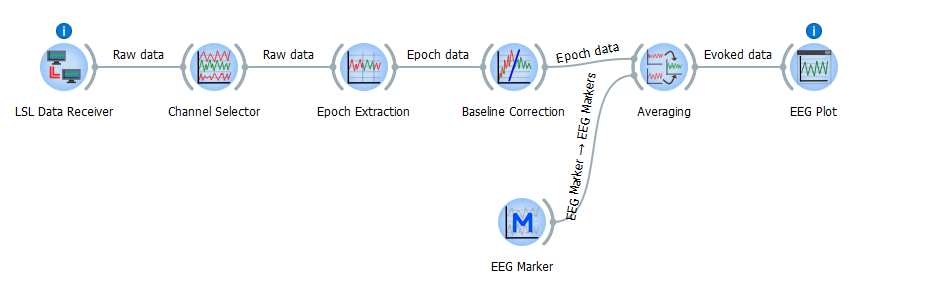 Raw data
Raw data
Epoch data
Epoch data
Evoked data
LSL Data Receiver
Channel Selector
Epoch Extraction
Baseline Correction
Averaging
EEG Plot
EEG Marker → EEG Markers
M
EEG Marker